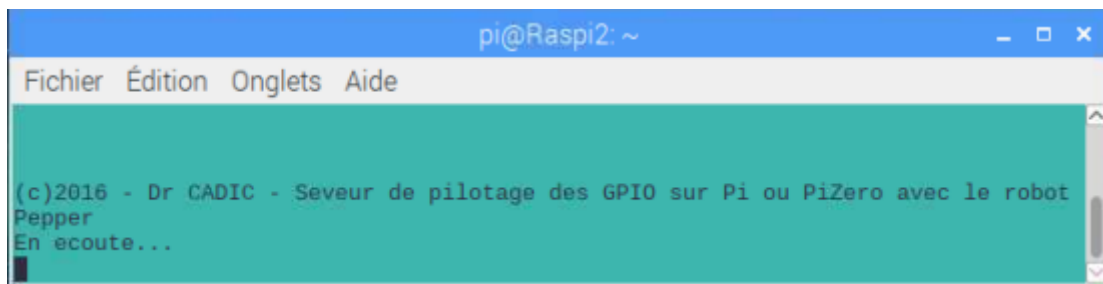 pi@Raspi2: ~
Fichier Édition Onglets Aide
(c)2016 - Dr CADIC - Seveur de pilotage des GPIO sur Pi ou PiZero avec le robot
Pepper
En ecoute...